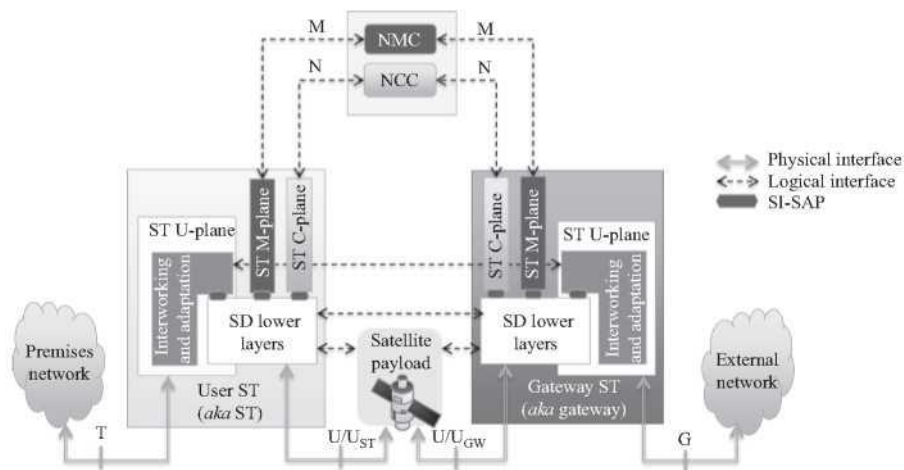 M
NMC
M
N
NCC
N
Physical interface
Logical interface
SI-SAP
ST U-plane
ST M-plane
ST C-plane
Interworking
and adaptation
SD lower
layers
User ST
(aka ST)
Premises
network
T
Satellite
payload
U/UST
U/UGW
ST C-plane
ST M-plane
ST U-plane
SD lower
layers
Interworking
and adaptation
Gateway ST
(aka gateway)
External
network
G